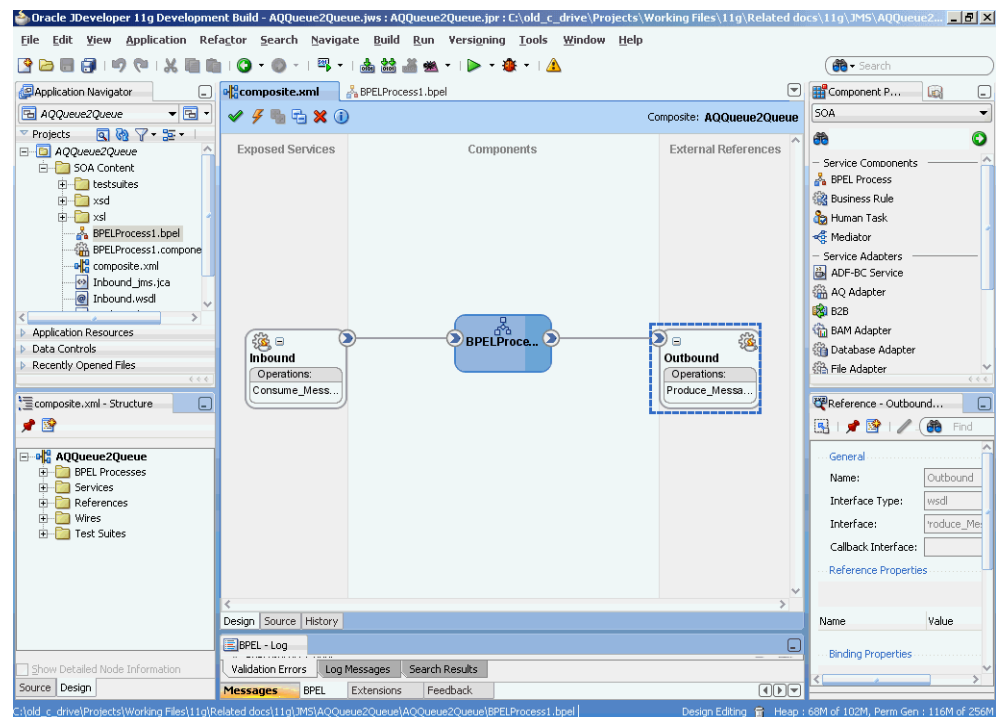 Oracle JDeveloper 11g Development Build - AQQueue2Queue.jws : AQQueue2Queue.jpr : C:\old_c_drive\Projects\Working Files\11g\Related docs\11g\JMS\AQQueue2...
File Edit View Application Refactor Search Navigate Build Run Versioning Tools Window Help
Search
Application Navigator
AQQueue2Queue
Projects
AQQueue2Queue
SOA Content
testsuites
xsd
xsl
BPELProcess1.bpel
BPELProcess1.compone
composite.xml
Inbound_jms.jca
Inbound.wsdl
Application Resources
Data Controls
Recently Opened Files
composite.xml - Structure
AQQueue2Queue
BPEL Processes
Services
References
Wires
Test Suites
Show Detailed Node Information
Source Design
composite.xml BPELProcess1.bpel
Composite: AQQueue2Queue
Exposed Services Components External References
Inbound
Operations:
Consume_Mess...
BPELProce...
Outbound
Operations:
Produce_Messa...
Design Source History
BPEL - Log
Validation Errors Log Messages Search Results
Messages BPEL Extensions Feedback
Component P...
SOA
Service Components
BPEL Process
Business Rule
Human Task
Mediator
Service Adapters
ADF-BC Service
AQ Adapter
B2B
BAM Adapter
Database Adapter
File Adapter
Reference - Outbound...
Find
General
Name: Outbound
Interface Type: wsdl
Interface: roduce_Me
Callback Interface:
Reference Properties
Name Value
Binding Properties
C:\old_c_drive\Projects\Working Files\11g\Related docs\11g\JMS\AQQueue2Queue\AQQueue2Queue\BPELProcess1.bpel
Design Editing Heap : 68M of 102M, Perm Gen : 116M of 256M